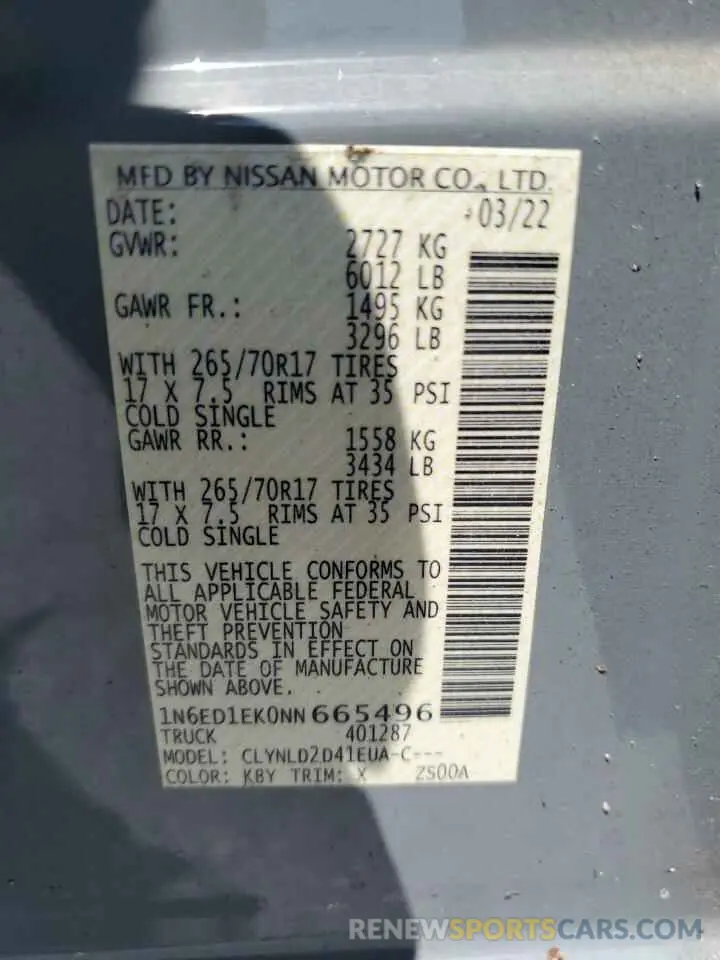 MFD BY NISSAN MOTOR CO., LTD.
DATE: 03/22
GVWR: 2727 KG
6012 LB
GAWR FR.: 1495 KG
3296 LB
WITH 265/70R17 TIRES
17 X 7.5 RIMS AT 35 PSI
COLD SINGLE
GAWR RR.: 1558 KG
3434 LB
WITH 265/70R17 TIRES
17 X 7.5 RIMS AT 35 PSI
COLD SINGLE
THIS VEHICLE CONFORMS TO
ALL APPLICABLE FEDERAL
MOTOR VEHICLE SAFETY AND
THEFT PREVENTION
STANDARDS IN EFFECT ON
THE DATE OF MANUFACTURE
SHOWN ABOVE.
1N6ED1EK0NN 665496
TRUCK 401287
MODEL: CLYNLD2D41EUA-C---
COLOR: KBY TRIM: X 2S00A
RENEWSPORTSCARS.COM